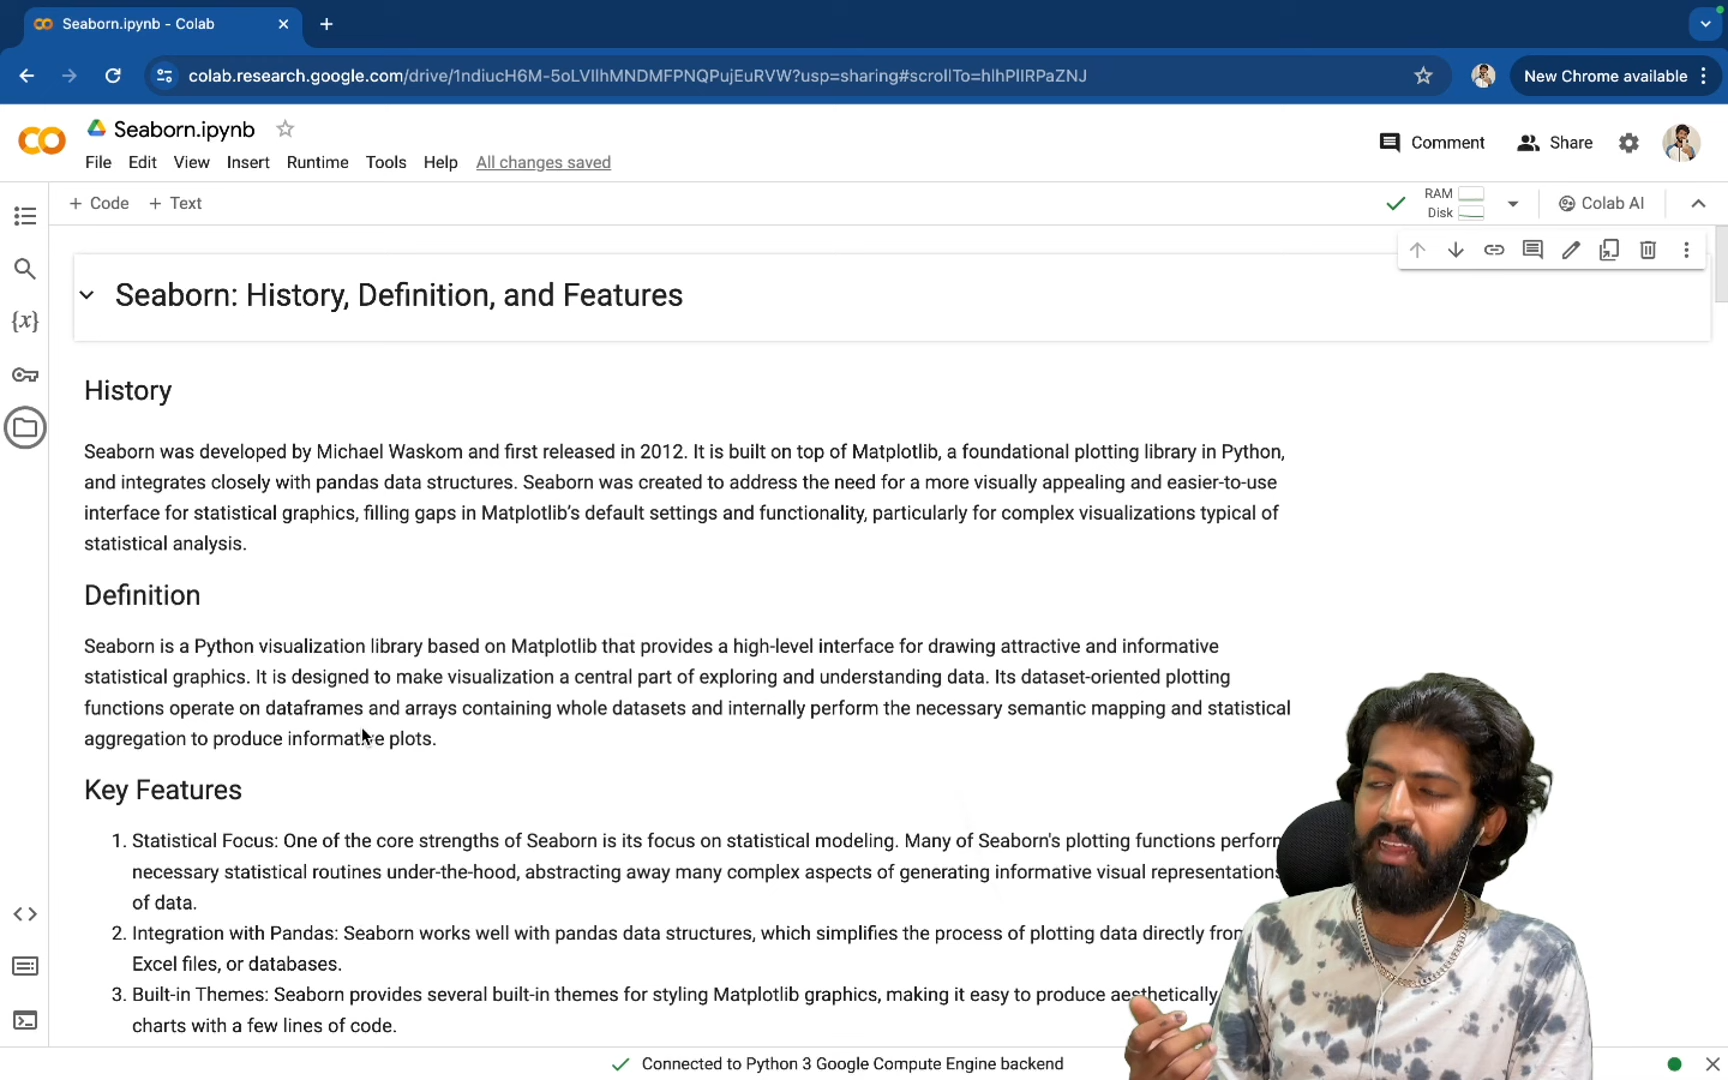 Seaborn.ipynb - Colab
colab.research.google.com/drive/1ndiucH6M-5oLVIlhMNDMFPNQPujEuRVW?usp=sharing#scrollTo=hlhPlIRPaZNJ
New Chrome available
Seaborn.ipynb
File Edit View Insert Runtime Tools Help All changes saved
Comment Share
+ Code + Text
RAM
Disk
Colab AI
Seaborn: History, Definition, and Features
History
Seaborn was developed by Michael Waskom and first released in 2012. It is built on top of Matplotlib, a foundational plotting library in Python,
and integrates closely with pandas data structures. Seaborn was created to address the need for a more visually appealing and easier-to-use
interface for statistical graphics, filling gaps in Matplotlib's default settings and functionality, particularly for complex visualizations typical of
statistical analysis.
Definition
Seaborn is a Python visualization library based on Matplotlib that provides a high-level interface for drawing attractive and informative
statistical graphics. It is designed to make visualization a central part of exploring and understanding data. Its dataset-oriented plotting
functions operate on dataframes and arrays containing whole datasets and internally perform the necessary semantic mapping and statistical
aggregation to produce informative plots.
Key Features
1. Statistical Focus: One of the core strengths of Seaborn is its focus on statistical modeling. Many of Seaborn's plotting functions perform
necessary statistical routines under-the-hood, abstracting away many complex aspects of generating informative visual representations
of data.
2. Integration with Pandas: Seaborn works well with pandas data structures, which simplifies the process of plotting data directly from
Excel files, or databases.
3. Built-in Themes: Seaborn provides several built-in themes for styling Matplotlib graphics, making it easy to produce aesthetically
charts with a few lines of code.
Connected to Python 3 Google Compute Engine backend